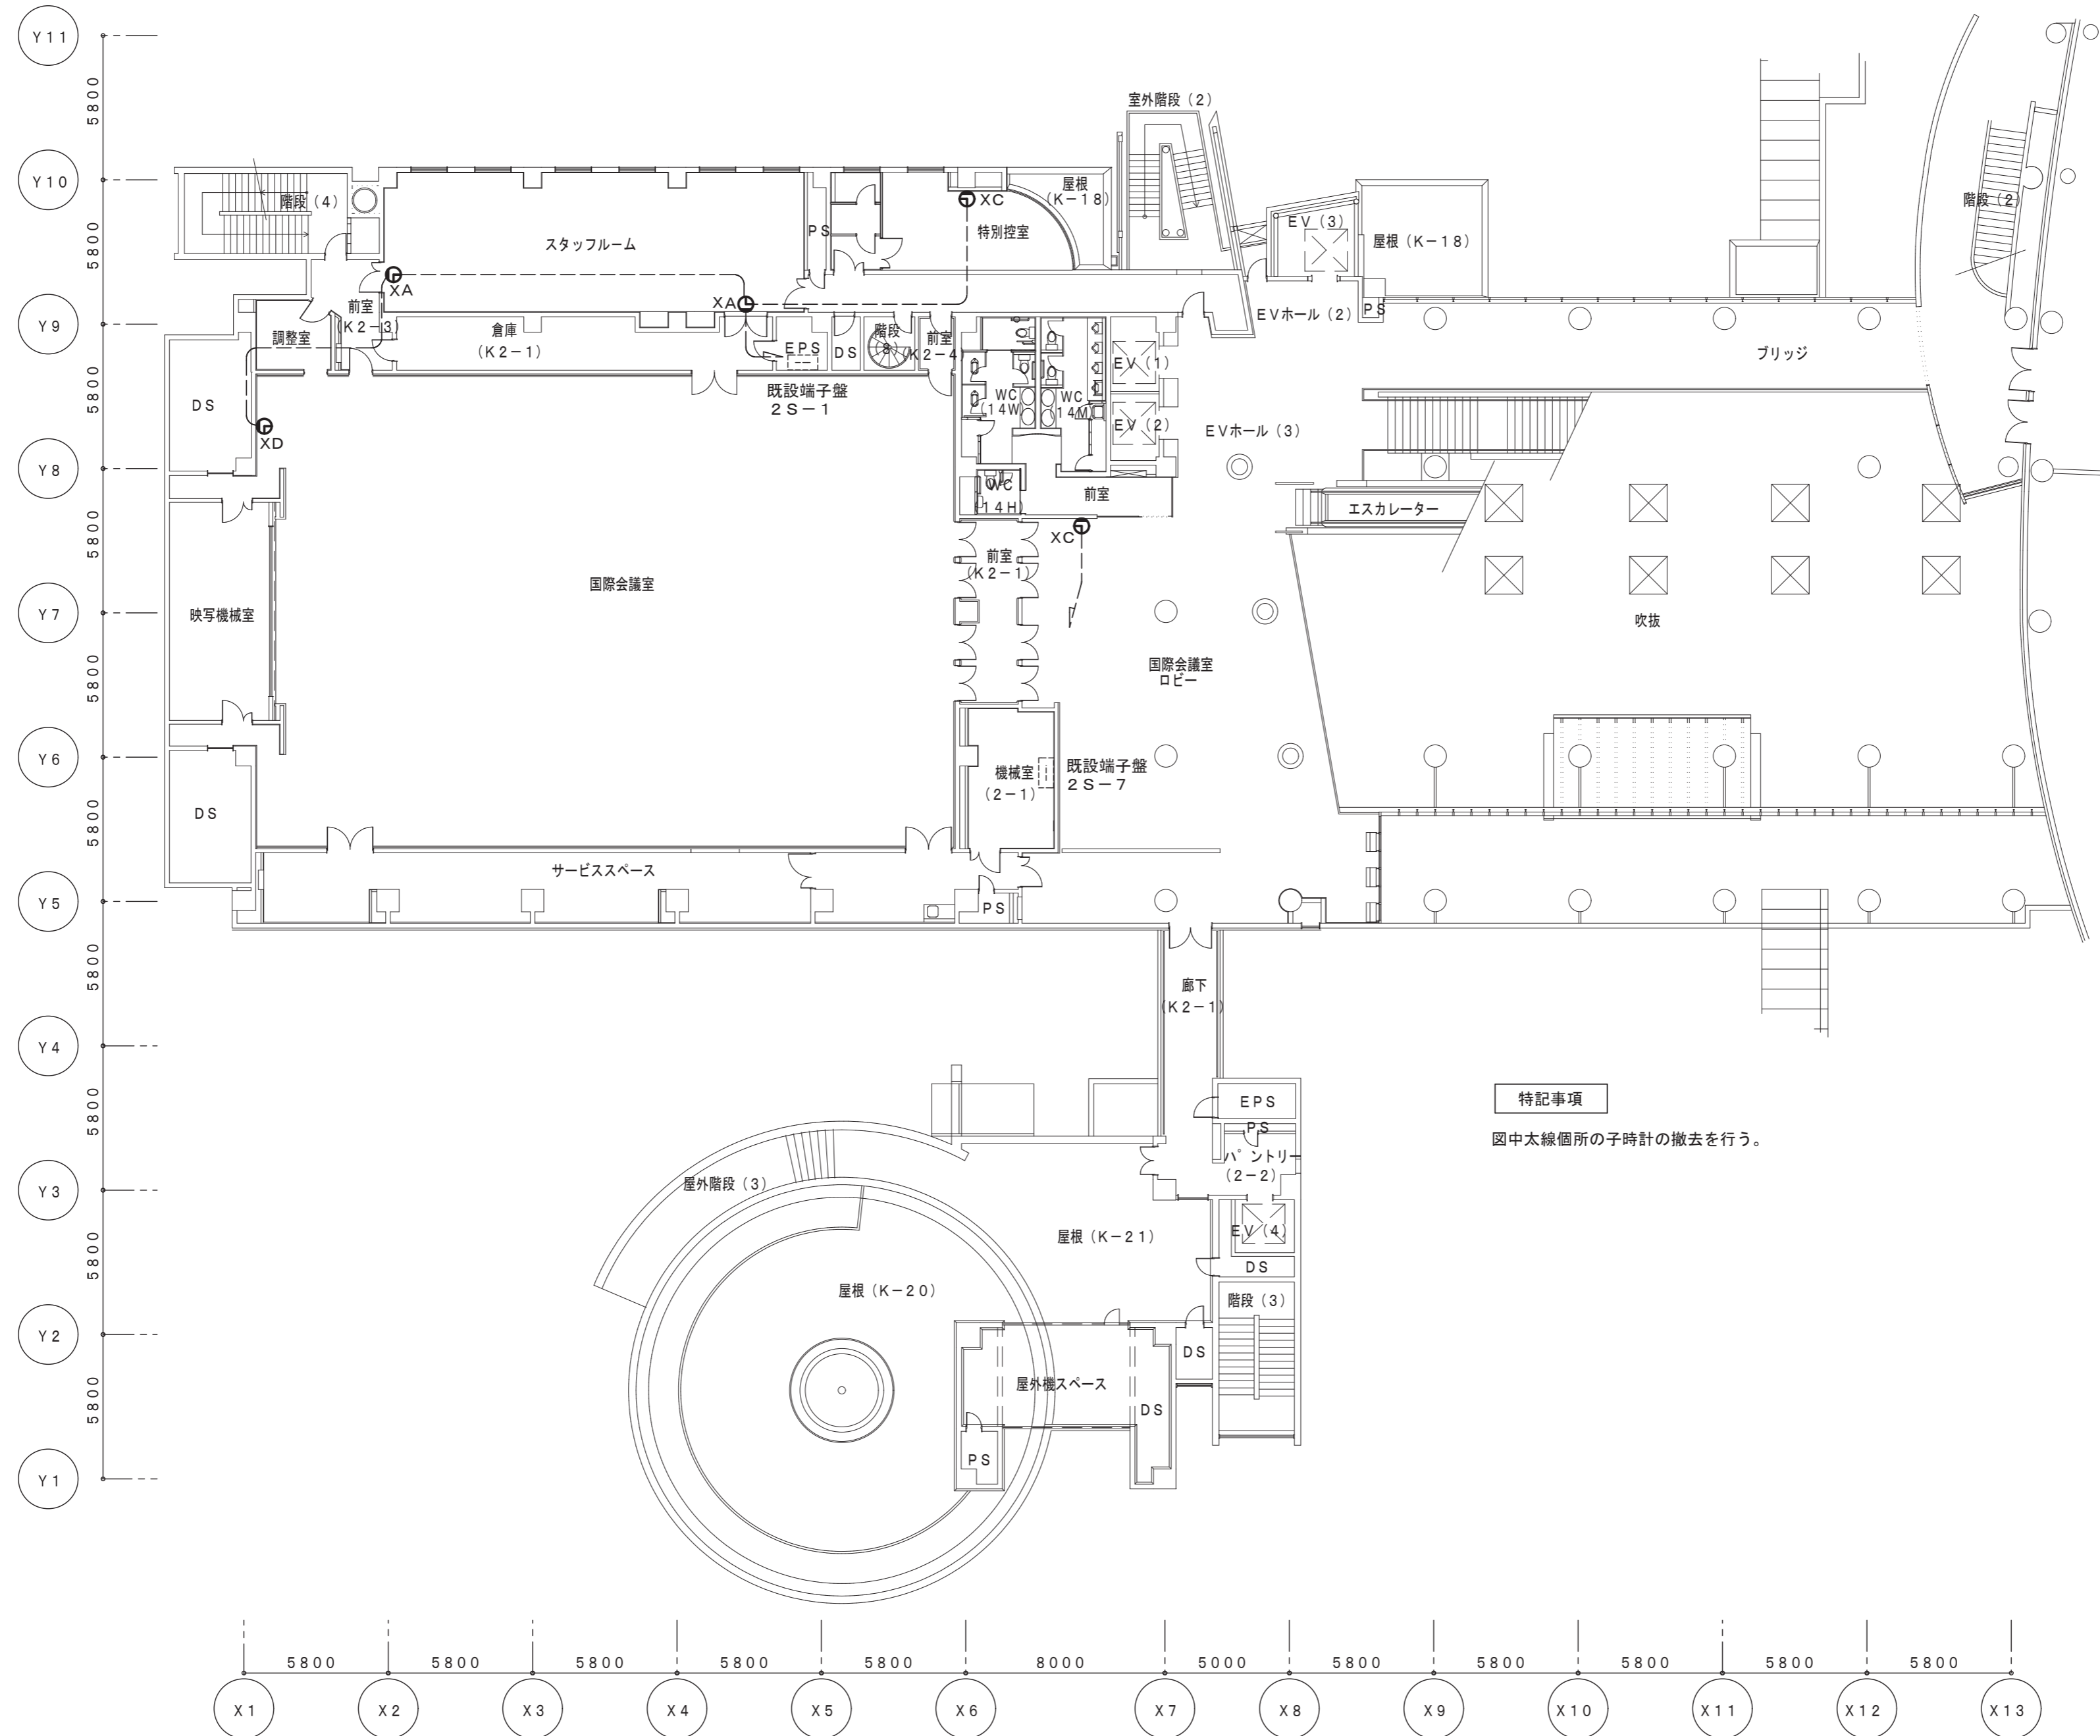 Y11
5800
Y10
5800
Y9
5800
Y8
5800
Y7
5800
Y6
5800
Y5
5800
Y4
5800
Y3
5800
Y2
5800
Y1
室外階段（2）
階段（4）
スタッフルーム
PS
XC
特別控室
屋根
（K－18）
EV（3）
屋根（K－18）
階段（2）
XA
XA
前室
（K2－3）
調整室
倉庫
（K2－1）
EPS
DS
階段
8
前室
（K2－4）
EV（1）
EVホール（2）
PS
ブリッジ
既設端子盤
2S－1
DS
XD
WC
（14W）
WC
（14M）
EV（2）
EVホール（3）
WC
（14H）
前室
エスカレーター
XC
前室
（K2－1）
国際会議室
映写機械室
吹抜
国際会議室
ロビー
機械室
（2－1）
既設端子盤
2S－7
DS
サービススペース
PS
廊下
（K2－1）
EPS
PS
パントリー
（2－2）
特記事項
図中太線個所の子時計の撤去を行う。
屋外階段（3）
屋根（K－21）
EV（4）
DS
屋根（K－20）
階段（3）
DS
屋外機スペース
DS
PS
5800
5800
5800
5800
5800
8000
5000
5800
5800
5800
5800
5800
X1
X2
X3
X4
X5
X6
X7
X8
X9
X10
X11
X12
X13